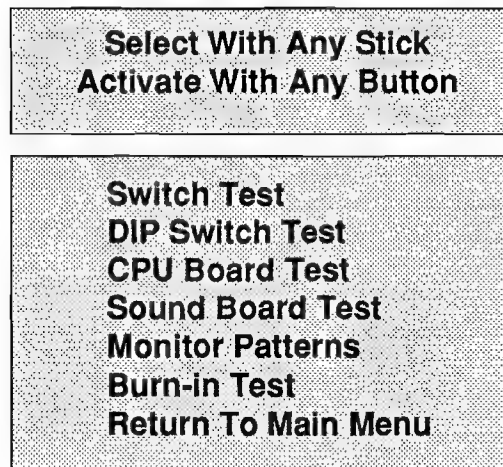 Select With Any Stick
Activate With Any Button
Switch Test
DIP Switch Test
CPU Board Test
Sound Board Test
Monitor Patterns
Burn-in Test
Return To Main Menu